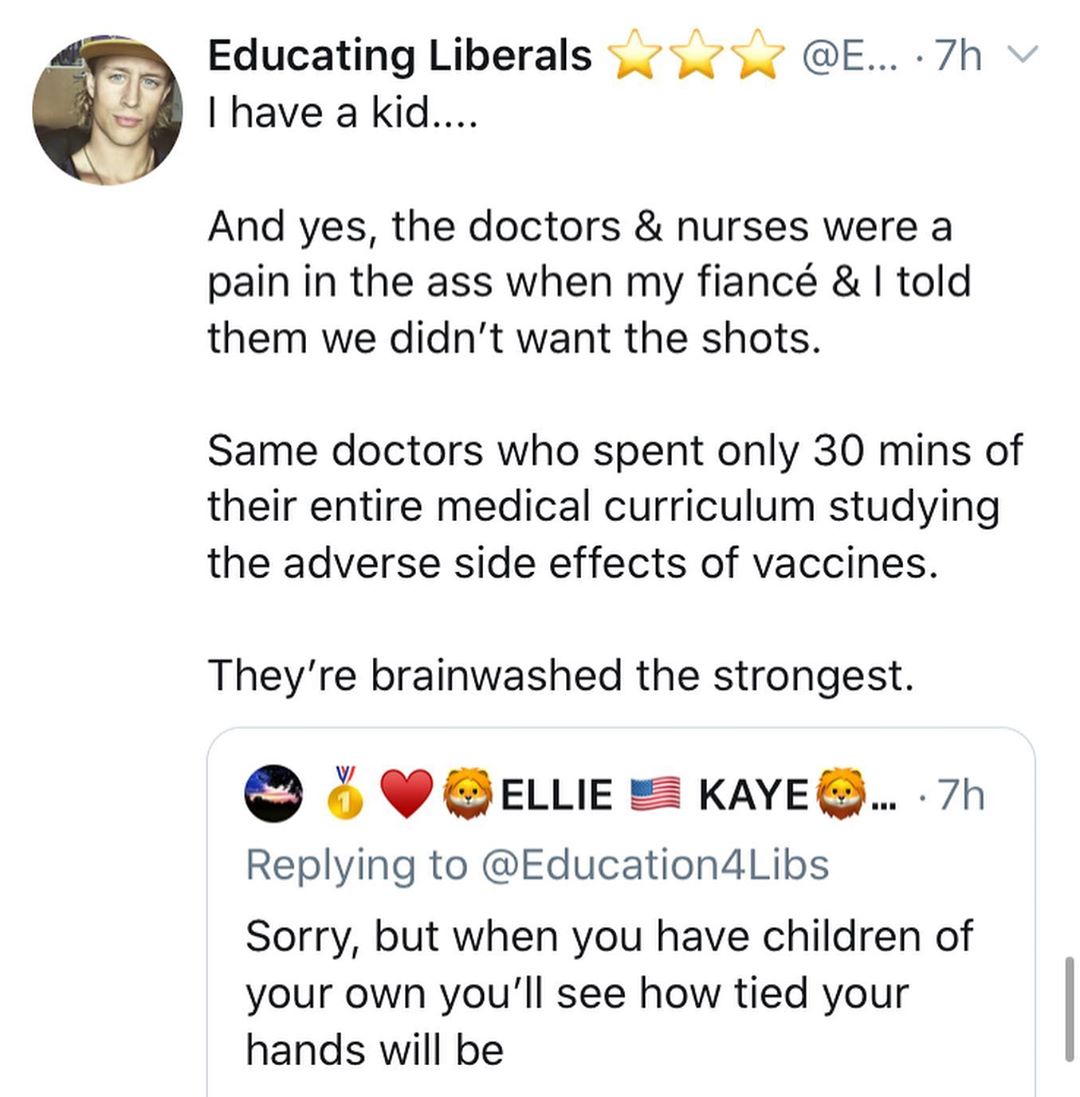 Educating Liberals ⭐⭐⭐ @E... · 7h
I have a kid....
And yes, the doctors & nurses were a
pain in the ass when my fiancé & I told
them we didn’t want the shots.
Same doctors who spent only 30 mins of
their entire medical curriculum studying
the adverse side effects of vaccines.
They’re brainwashed the strongest.
🥇❤️🦁ELLIE 🇺🇸 KAYE🦁... · 7h
Replying to @Education4Libs
Sorry, but when you have children of
your own you’ll see how tied your
hands will be